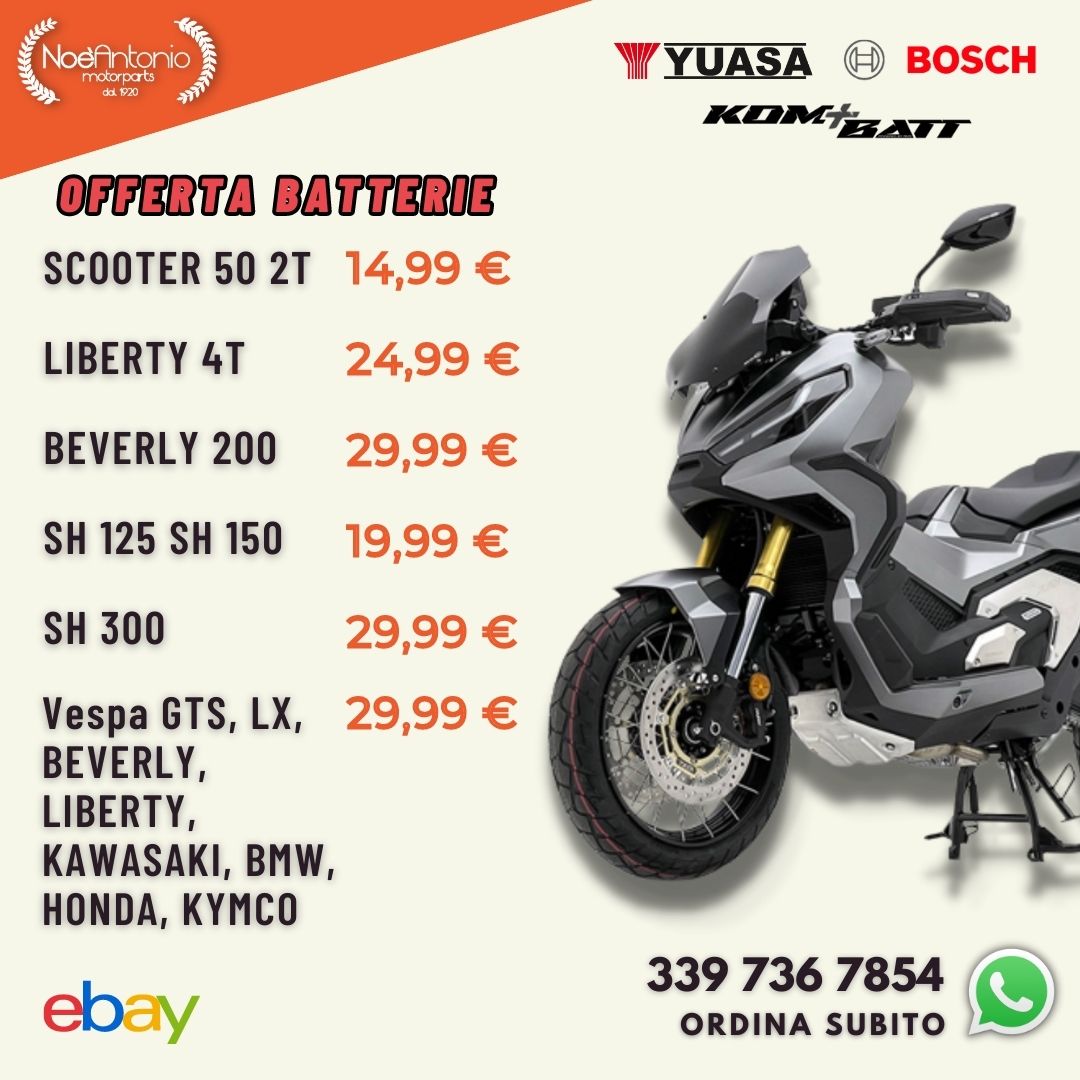 NoèAntonio
motorparts
dal 1920
YUASA
BOSCH
KOM+BATT
OFFERTA BATTERIE
SCOOTER 50 2T 14,99 €
LIBERTY 4T 24,99 €
BEVERLY 200 29,99 €
SH 125 SH 150 19,99 €
SH 300 29,99 €
Vespa GTS, LX, 29,99 €
BEVERLY,
LIBERTY,
KAWASAKI, BMW,
HONDA, KYMCO
ebay
339 736 7854
ORDINA SUBITO